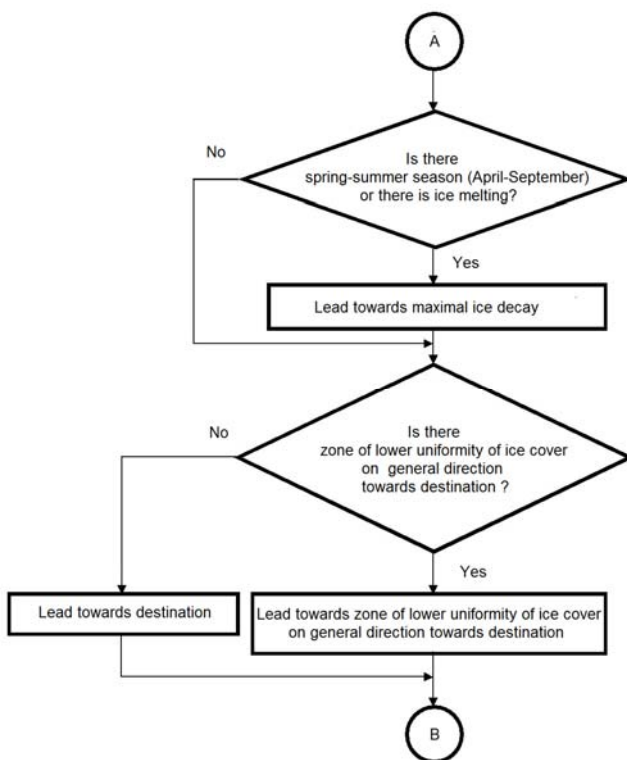 A
No
Is there
spring-summer season (April-September)
or there is ice melting?
Yes
Lead towards maximal ice decay
No
Is there
zone of lower uniformity of ice cover
on general direction
towards destination ?
Yes
Lead towards destination
Lead towards zone of lower uniformity of ice cover
on general direction towards destination
B